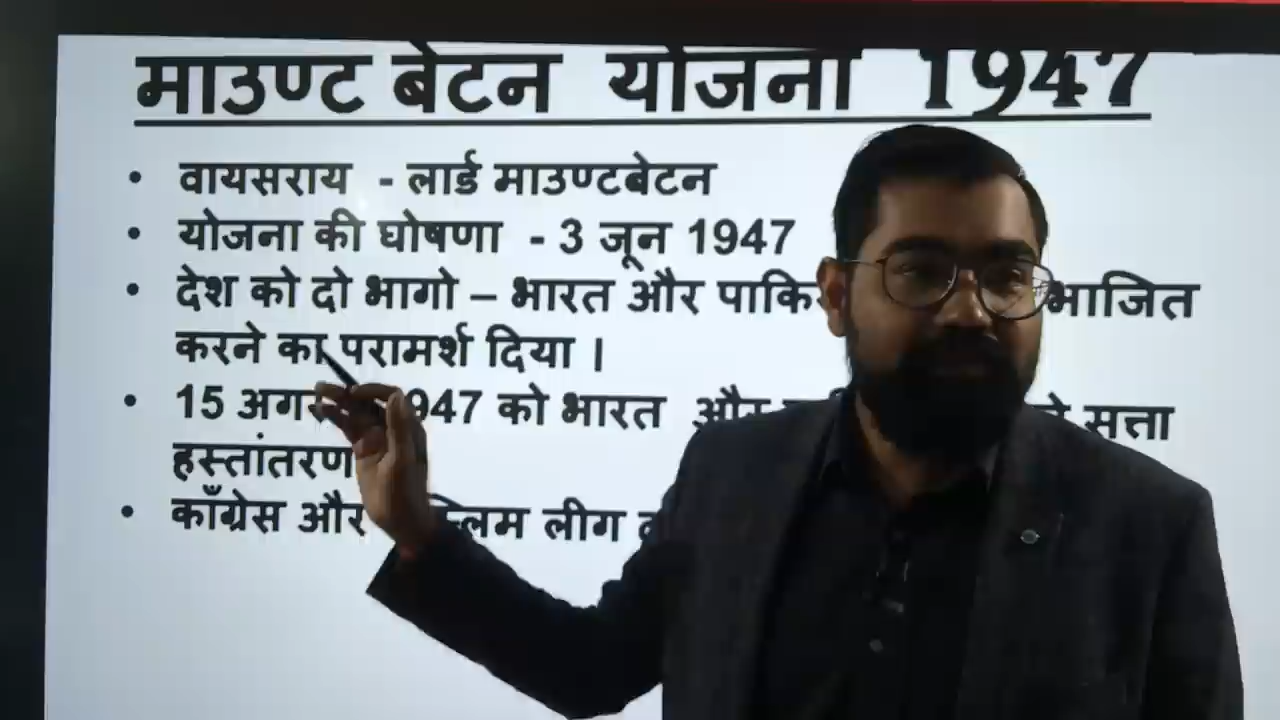 माउण्ट बेटन योजना 1947
• वायसराय - लार्ड माउण्टबेटन
• योजना की घोषणा - 3 जून 1947
• देश को दो भागो – भारत और
करने का परामर्श दिया ।
• 15 को भारत और सत्ता
हस्तांतरण
• काँग्रेस और लीग